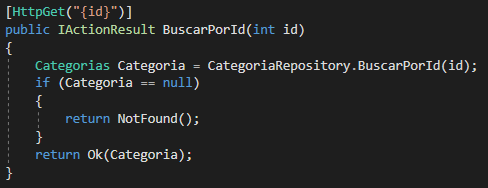 [HttpGet("{id}")]
public IActionResult BuscarPorId(int id)
{
Categorias Categoria = CategoriaRepository.BuscarPorId(id);
if (Categoria == null)
{
return NotFound();
}
return Ok(Categoria);
}